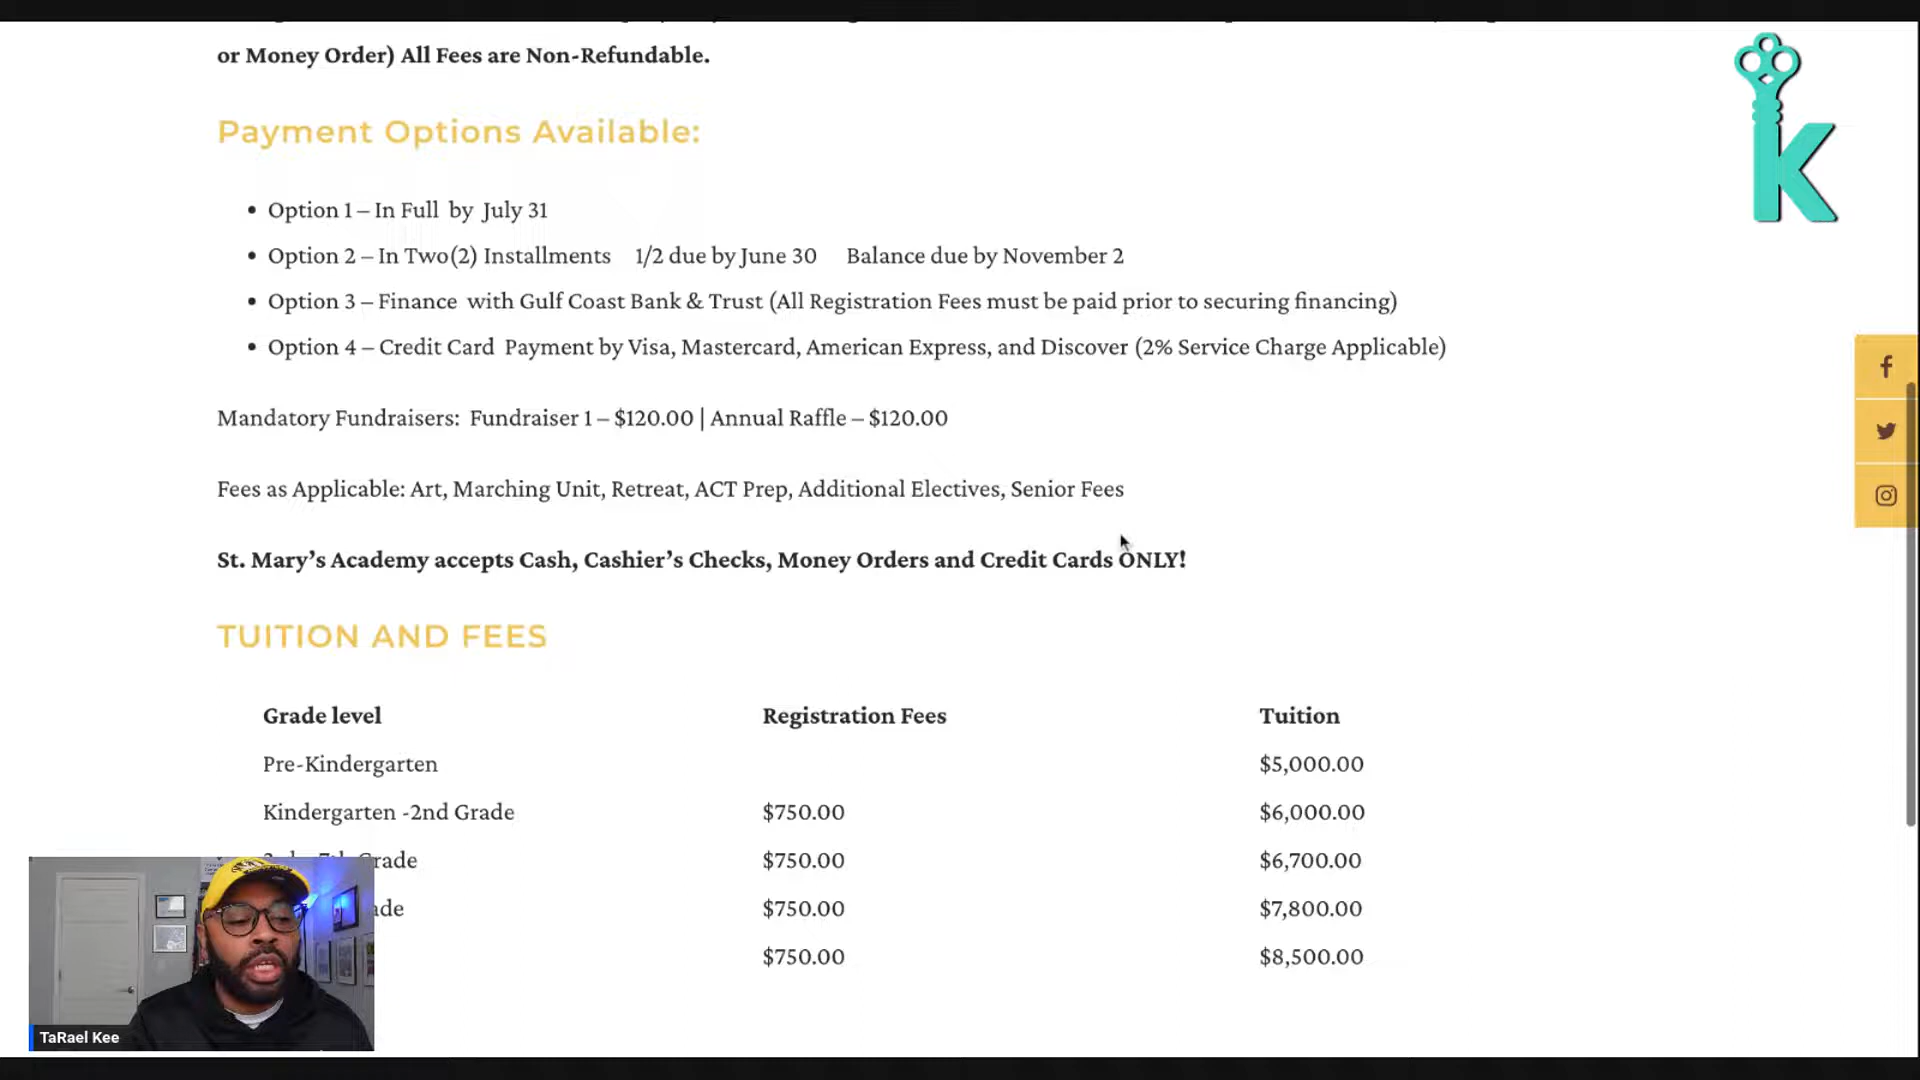 or Money Order) All Fees are Non-Refundable.
Payment Options Available:
• Option 1 – In Full by July 31
• Option 2 – In Two(2) Installments 1/2 due by June 30 Balance due by November 2
• Option 3 – Finance with Gulf Coast Bank & Trust (All Registration Fees must be paid prior to securing financing)
• Option 4 – Credit Card Payment by Visa, Mastercard, American Express, and Discover (2% Service Charge Applicable)
Mandatory Fundraisers: Fundraiser 1 – $120.00 | Annual Raffle – $120.00
Fees as Applicable: Art, Marching Unit, Retreat, ACT Prep, Additional Electives, Senior Fees
St. Mary’s Academy accepts Cash, Cashier’s Checks, Money Orders and Credit Cards ONLY!
TUITION AND FEES
Grade level Registration Fees Tuition
Pre-Kindergarten $5,000.00
Kindergarten -2nd Grade $750.00 $6,000.00
Grade $750.00 $6,700.00
$750.00 $7,800.00
$750.00 $8,500.00
TaRael Kee
k